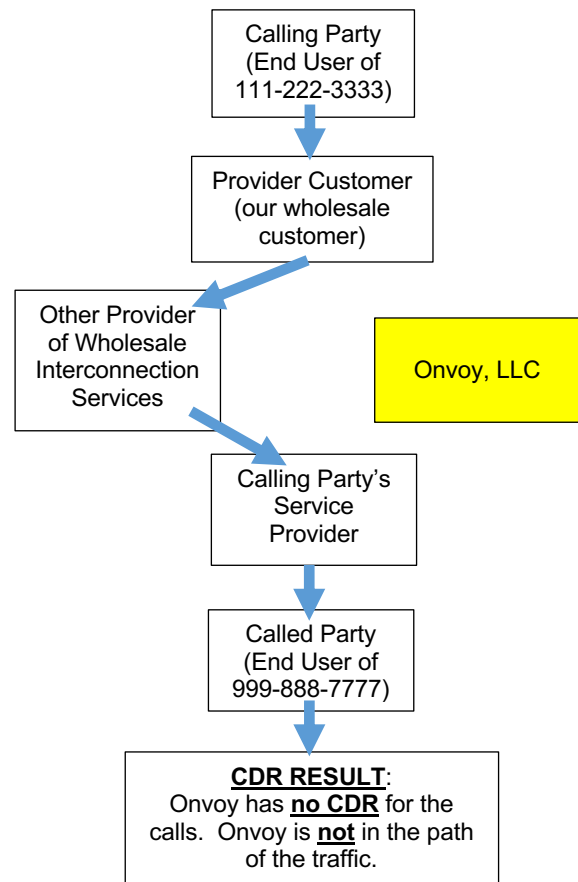 Calling Party
(End User of
111-222-3333)
Provider Customer
(our wholesale
customer)
Other Provider
of Wholesale
Interconnection
Services
Onvoy, LLC
Calling Party’s
Service
Provider
Called Party
(End User of
999-888-7777)
CDR RESULT:
Onvoy has no CDR for the
calls.  Onvoy is not in the path
of the traffic.